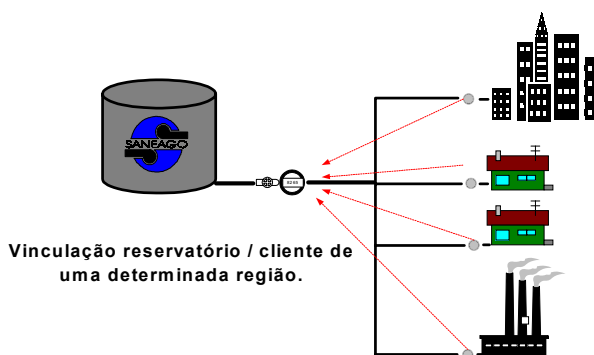 SANEAGO
Vinculação reservatório / cliente de
uma determinada região.